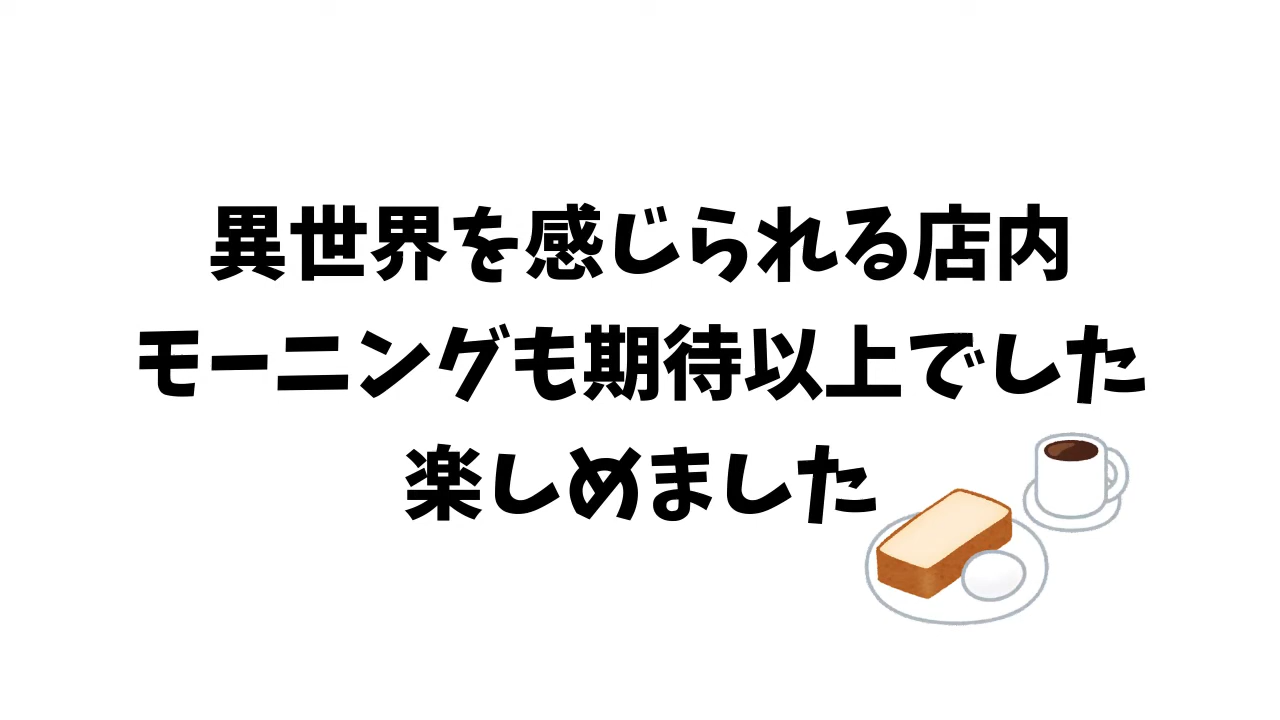 異世界を感じられる店内
モーニングも期待以上でした
楽しめました